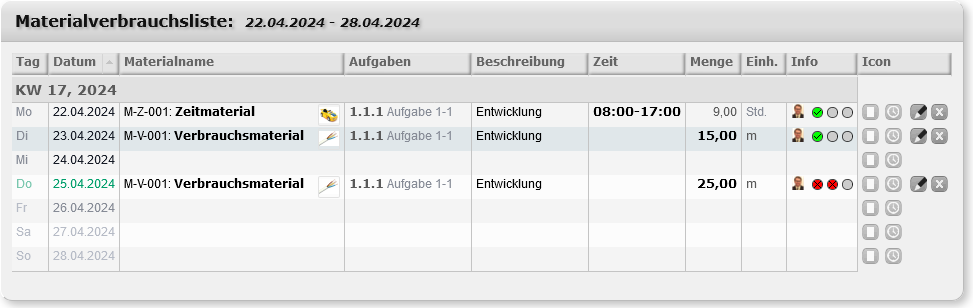 Materialverbrauchsliste: 22.04.2024 - 28.04.2024
Tag Datum Materialname Aufgaben Beschreibung Zeit Menge Einh. Info Icon
KW 17, 2024
Mo 22.04.2024 M-Z-001: Zeitmaterial 1.1.1 Aufgabe 1-1 Entwicklung 08:00-17:00 9,00 Std.
Di 23.04.2024 M-V-001: Verbrauchsmaterial 1.1.1 Aufgabe 1-1 Entwicklung 15,00 m
Mi 24.04.2024
Do 25.04.2024 M-V-001: Verbrauchsmaterial 1.1.1 Aufgabe 1-1 Entwicklung 25,00 m
Fr 26.04.2024
Sa 27.04.2024
So 28.04.2024